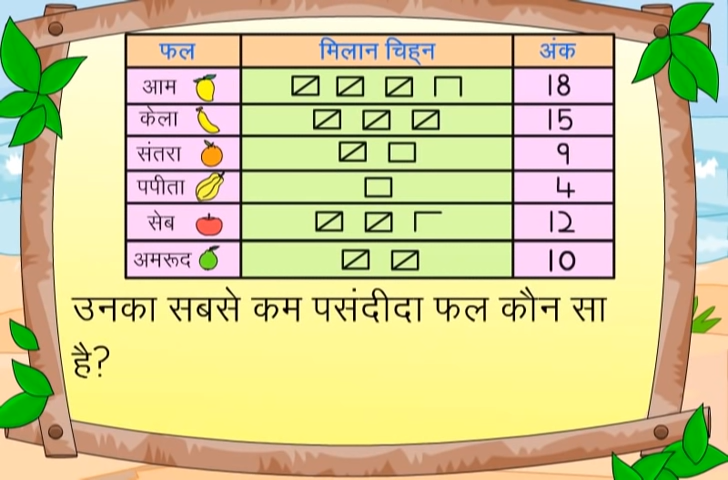 फल मिलान चिह्न अंक
आम 18
केला 15
संतरा 9
पपीता 4
सेब 12
अमरूद 10
उनका सबसे कम पसंदीदा फल कौन सा
है?